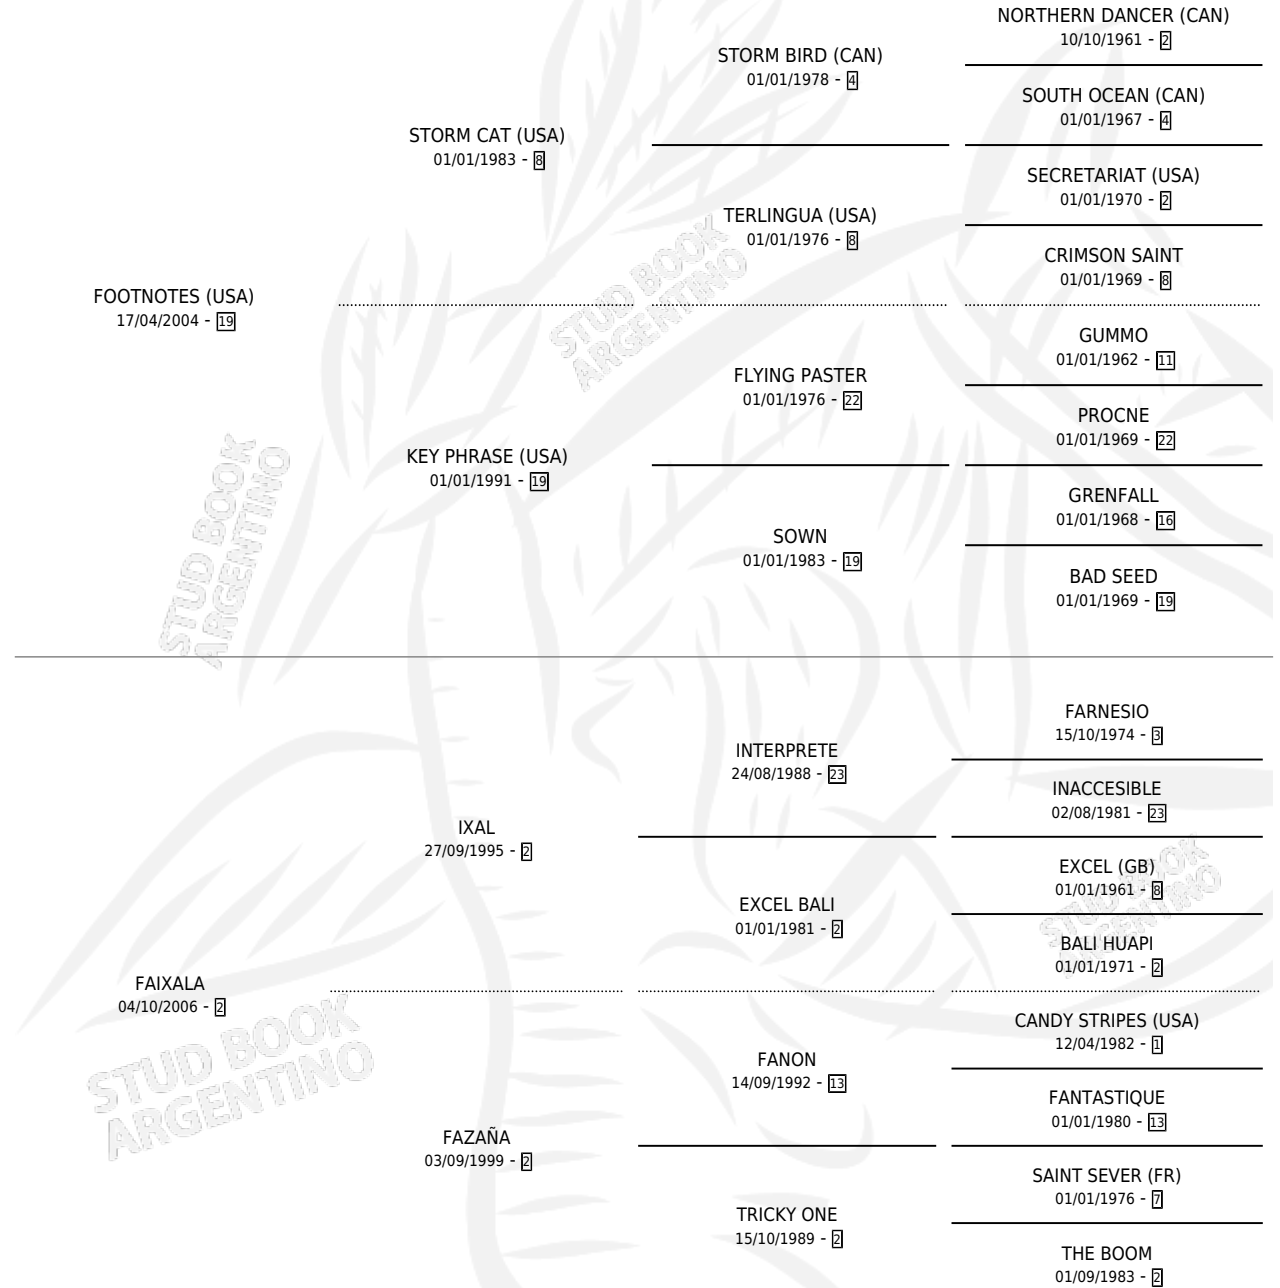 NORTHERN DANCER (CAN)
10/10/1961 - 2
STORM BIRD (CAN)
01/01/1978 - 4
SOUTH OCEAN (CAN)
01/01/1967 - 4
STORM CAT (USA)
01/01/1983 - 8
SECRETARIAT (USA)
01/01/1970 - 2
TERLINGUA (USA)
01/01/1976 - 8
CRIMSON SAINT
01/01/1969 - 8
FOOTNOTES (USA)
17/04/2004 - 19
GUMMO
01/01/1962 - 11
FLYING PASTER
01/01/1976 - 22
PROCNE
01/01/1969 - 22
KEY PHRASE (USA)
01/01/1991 - 19
GRENFALL
01/01/1968 - 16
SOWN
01/01/1983 - 19
BAD SEED
01/01/1969 - 19
FARNESIO
15/10/1974 - 3
INTERPRETE
24/08/1988 - 23
INACCESIBLE
02/08/1981 - 23
IXAL
27/09/1995 - 2
EXCEL (GB)
01/01/1961 - 8
EXCEL BALI
01/01/1981 - 2
BALI HUAPI
01/01/1971 - 2
FAIXALA
04/10/2006 - 2
CANDY STRIPES (USA)
12/04/1982 - 1
FANON
14/09/1992 - 13
FANTASTIQUE
01/01/1980 - 13
FAZAÑA
03/09/1999 - 2
SAINT SEVER (FR)
01/01/1976 - 7
TRICKY ONE
15/10/1989 - 2
THE BOOM
01/09/1983 - 2
STUD BOOK
ARGENTINO
STUD BOOK
ARGENTINO
STUD BOOK
ARGENTINO
STUD BOOK
ARGENTINO